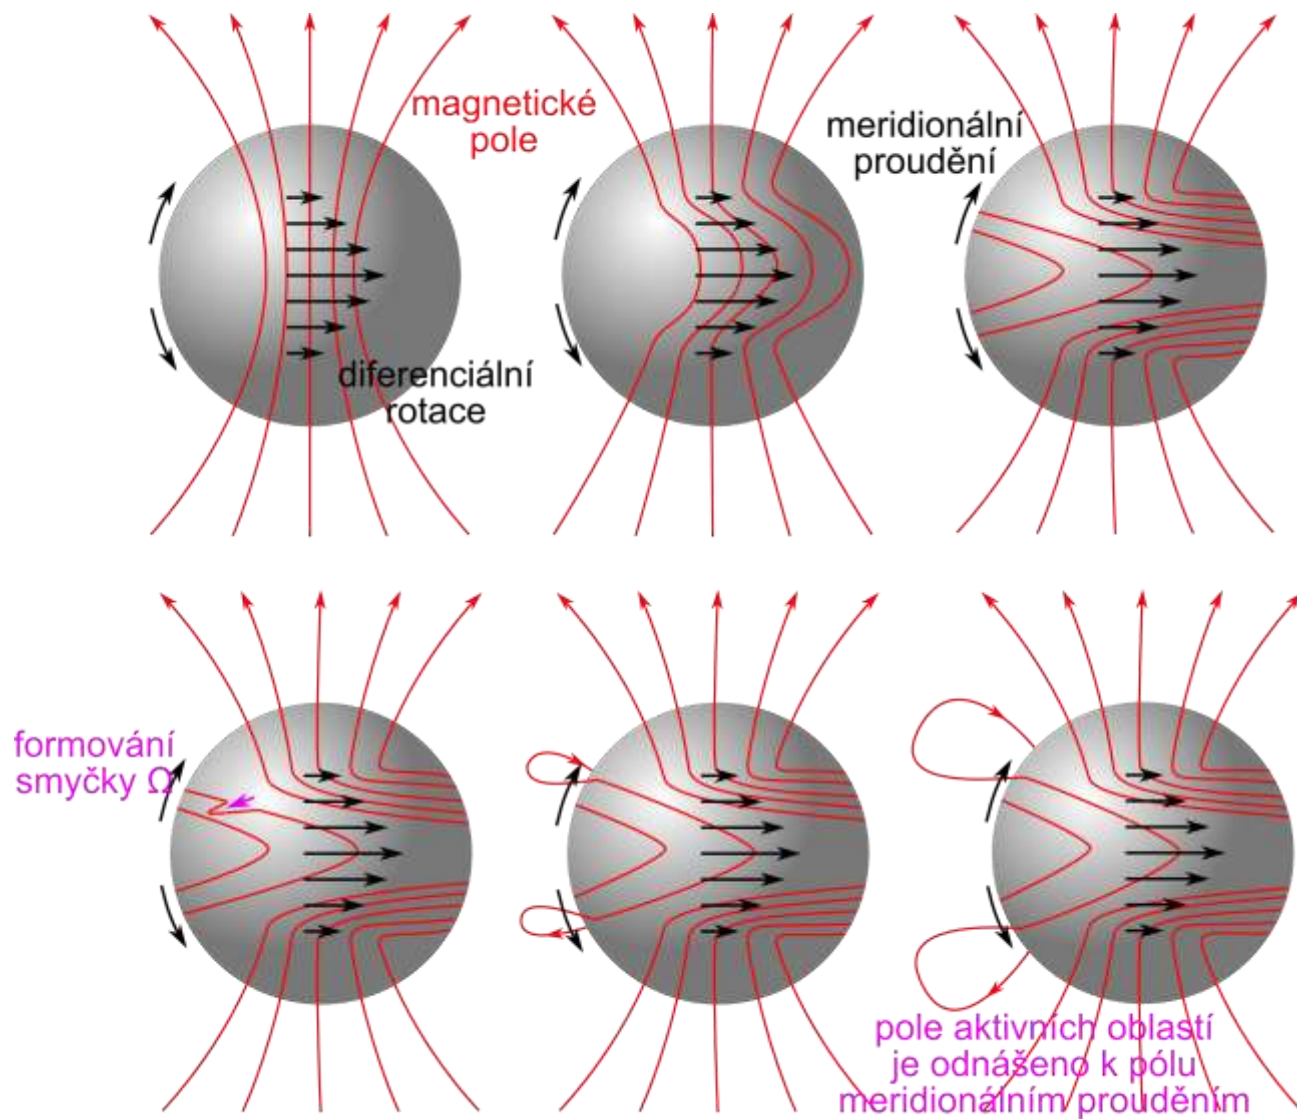 magnetické
pole
meridionální
proudění
diferenciální
rotace
formování
smyčky Ω
pole aktivních oblastí
je odnášeno k pólu
meridionálním prouděním